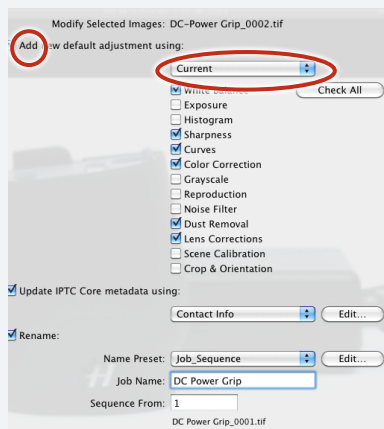 Modify Selected Images: DC-Power Grip_0002.tif
Add new default adjustment using:
Current
White Balance Check All
Exposure
Histogram
Sharpness
Curves
Color Correction
Grayscale
Reproduction
Noise Filter
Dust Removal
Lens Corrections
Scene Calibration
Crop & Orientation
Update IPTC Core metadata using:
Contact Info Edit...
Rename:
Name Preset: Job_Sequence Edit...
Job Name: DC Power Grip
Sequence From: 1
DC Power Grip_0001.tif